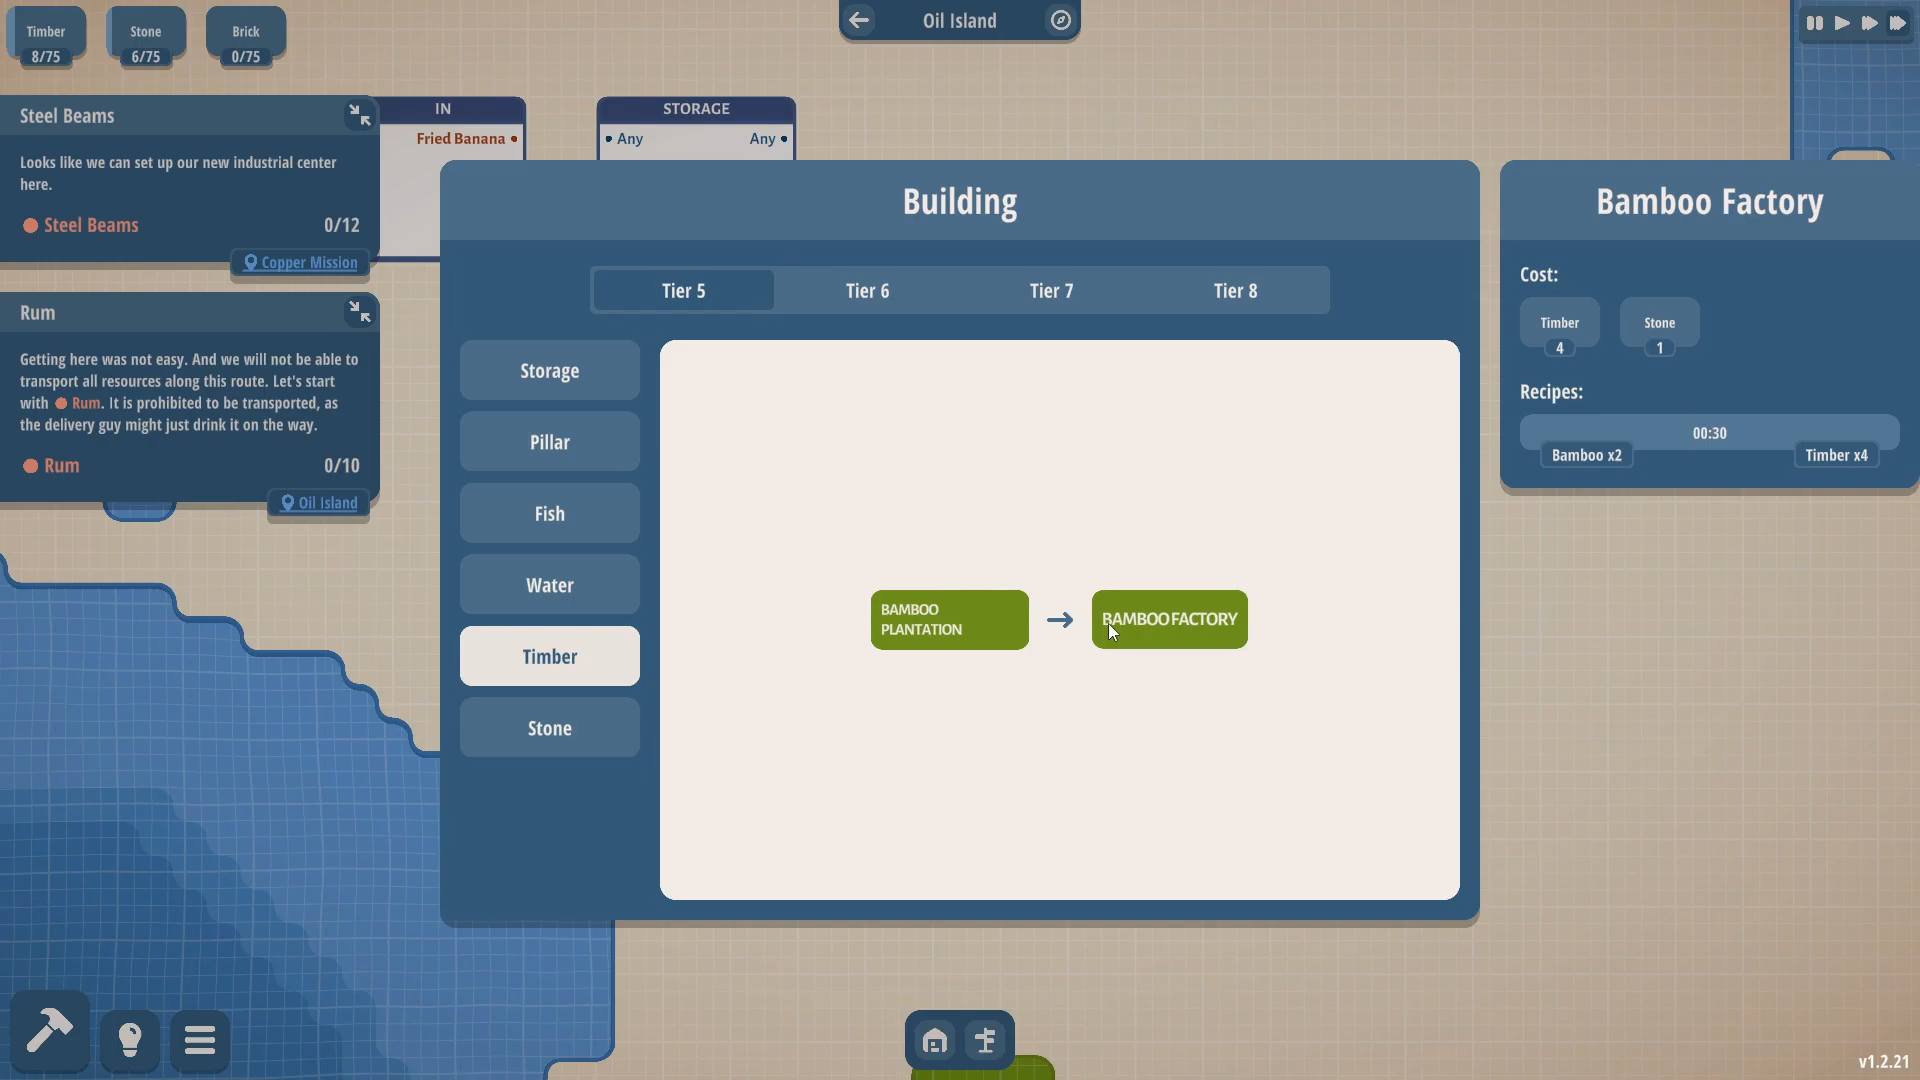 Timber
8/75
Stone
6/75
Brick
0/75
Oil Island
Steel Beams
Looks like we can set up our new industrial center
here.
Steel Beams 0/12
Copper Mission
Rum
Getting here was not easy. And we will not be able to
transport all resources along this route. Let's start
with Rum. It is prohibited to be transported, as
the delivery guy might just drink it on the way.
Rum 0/10
Oil Island
IN
Fried Banana
STORAGE
Any Any
Building
Tier 5 Tier 6 Tier 7 Tier 8
Storage
Pillar
Fish
Water
Timber
Stone
BAMBOO
PLANTATION
BAMBOO FACTORY
Bamboo Factory
Cost:
Timber
4
Stone
1
Recipes:
00:30
Bamboo x2 Timber x4
v1.2.21